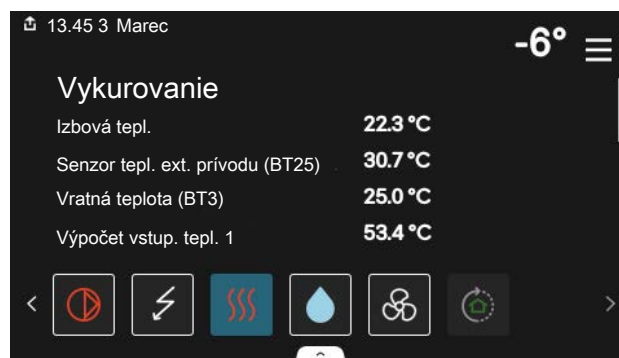 13.45 3 Marec
-6°
Vykurovanie
Izbová tepl. 22.3 °C
Senzor tepl. ext. prívodu (BT25) 30.7 °C
Vratná teplota (BT3) 25.0 °C
Výpočet vstup. tepl. 1 53.4 °C